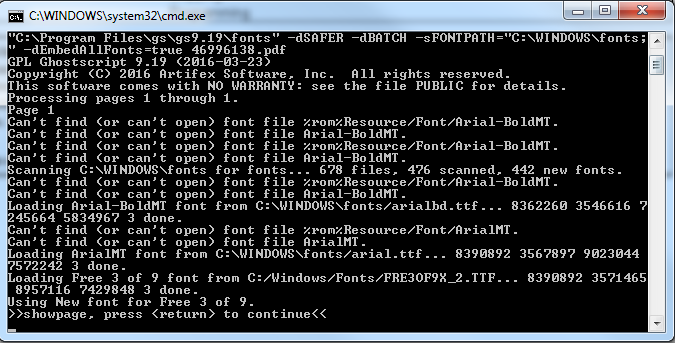 C:\WINDOWS\system32\cmd.exe
"C:\Program Files\gs\gs9.19\fonts" -dSAFER -dBATCH -sFONTPATH="C:\WINDOWS\fonts;
" -dEmbedAllFonts=true 46996138.pdf
GPL Ghostscript 9.19 (2016-03-23)
Copyright (C) 2016 Artifex Software, Inc.  All rights reserved.
This software comes with NO WARRANTY: see the file PUBLIC for details.
Processing pages 1 through 1.
Page 1
Can't find (or can't open) font file %rom%Resource/Font/Arial-BoldMT.
Can't find (or can't open) font file Arial-BoldMT.
Can't find (or can't open) font file %rom%Resource/Font/Arial-BoldMT.
Can't find (or can't open) font file Arial-BoldMT.
Scanning C:\WINDOWS\fonts for fonts... 678 files, 476 scanned, 442 new fonts.
Can't find (or can't open) font file %rom%Resource/Font/Arial-BoldMT.
Can't find (or can't open) font file Arial-BoldMT.
Loading Arial-BoldMT font from C:\WINDOWS\fonts/arialbd.ttf... 8362260 3546616 7
245664 5834967 3 done.
Can't find (or can't open) font file %rom%Resource/Font/ArialMT.
Can't find (or can't open) font file ArialMT.
Loading ArialMT font from C:\WINDOWS\fonts/arial.ttf... 8390892 3567897 9023044
7572242 3 done.
Loading Free 3 of 9 font from C:/Windows/Fonts/FRE3OF9X_2.TTF... 8390892 3571465
 8957116 7429848 3 done.
Using New font for Free 3 of 9.
>>showpage, press <return> to continue<<